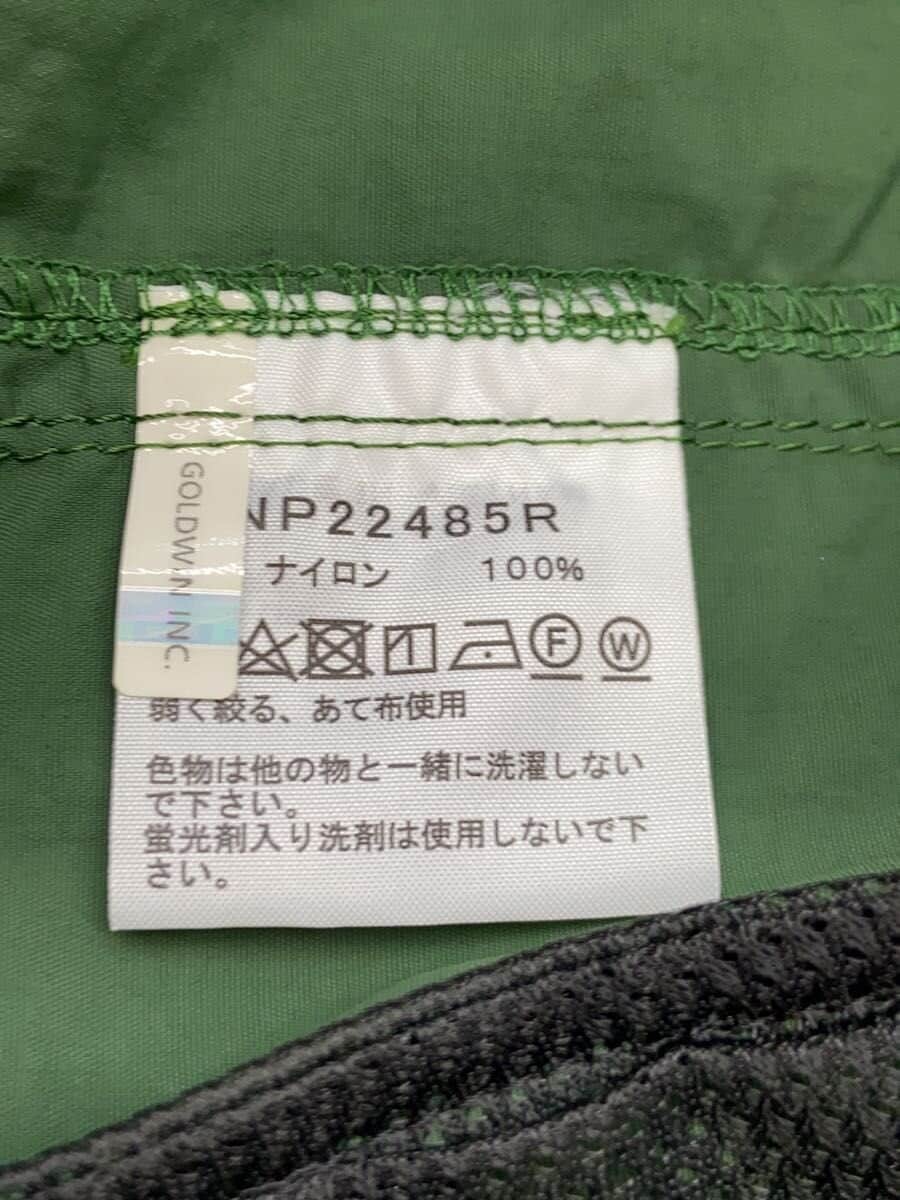 GOLDWIN INC.
NP22485R
ナイロン 100%
F W
弱く絞る、あて布使用
色物は他の物と一緒に洗濯しない
で下さい。
蛍光剤入り洗剤は使用しないで下
さい。